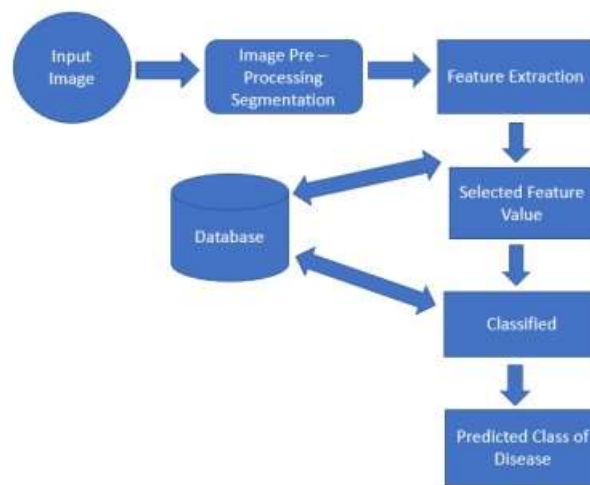 Input
Image
Image Pre –
Processing
Segmentation
Feature Extraction
Selected Feature
Value
Database
Classified
Predicted Class of
Disease